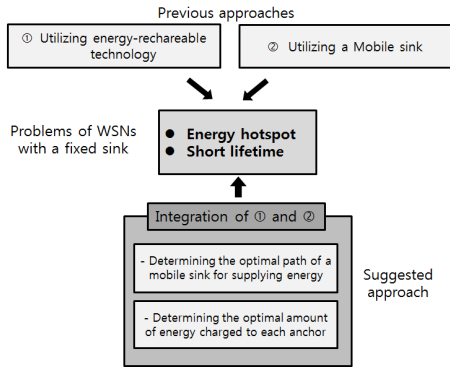 Previous approaches
① Utilizing energy-rechareable
technology
② Utilizing a Mobile sink
Problems of WSNs
with a fixed sink
● Energy hotspot
● Short lifetime
Integration of ① and ②
- Determining the optimal path of a
mobile sink for supplying energy
- Determining the optimal amount
of energy charged to each anchor
Suggested
approach